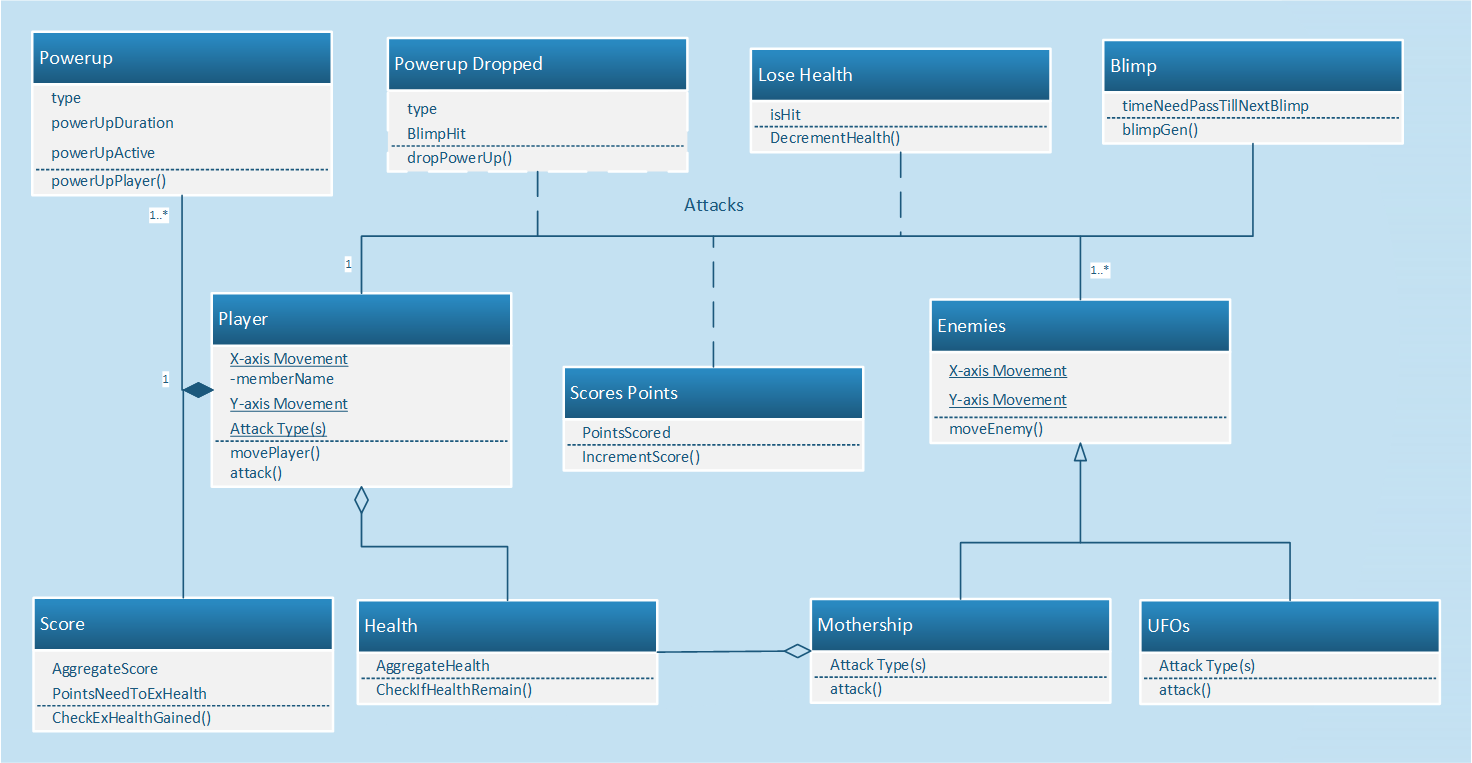 Powerup
type
powerUpDuration
powerUpActive
powerUpPlayer()
Powerup Dropped
type
BlimpHit
dropPowerUp()
Lose Health
isHit
DecrementHealth()
Blimp
timeNeedPassTillNextBlimp
blimpGen()
1..*
Attacks
1
1..*
Player
X-axis Movement
-memberName
Y-axis Movement
Attack Type(s)
movePlayer()
attack()
1
Scores Points
PointsScored
IncrementScore()
Enemies
X-axis Movement
Y-axis Movement
moveEnemy()
Score
AggregateScore
PointsNeedToExHealth
CheckExHealthGained()
Health
AggregateHealth
CheckIfHealthRemain()
Mothership
Attack Type(s)
attack()
UFOs
Attack Type(s)
attack()